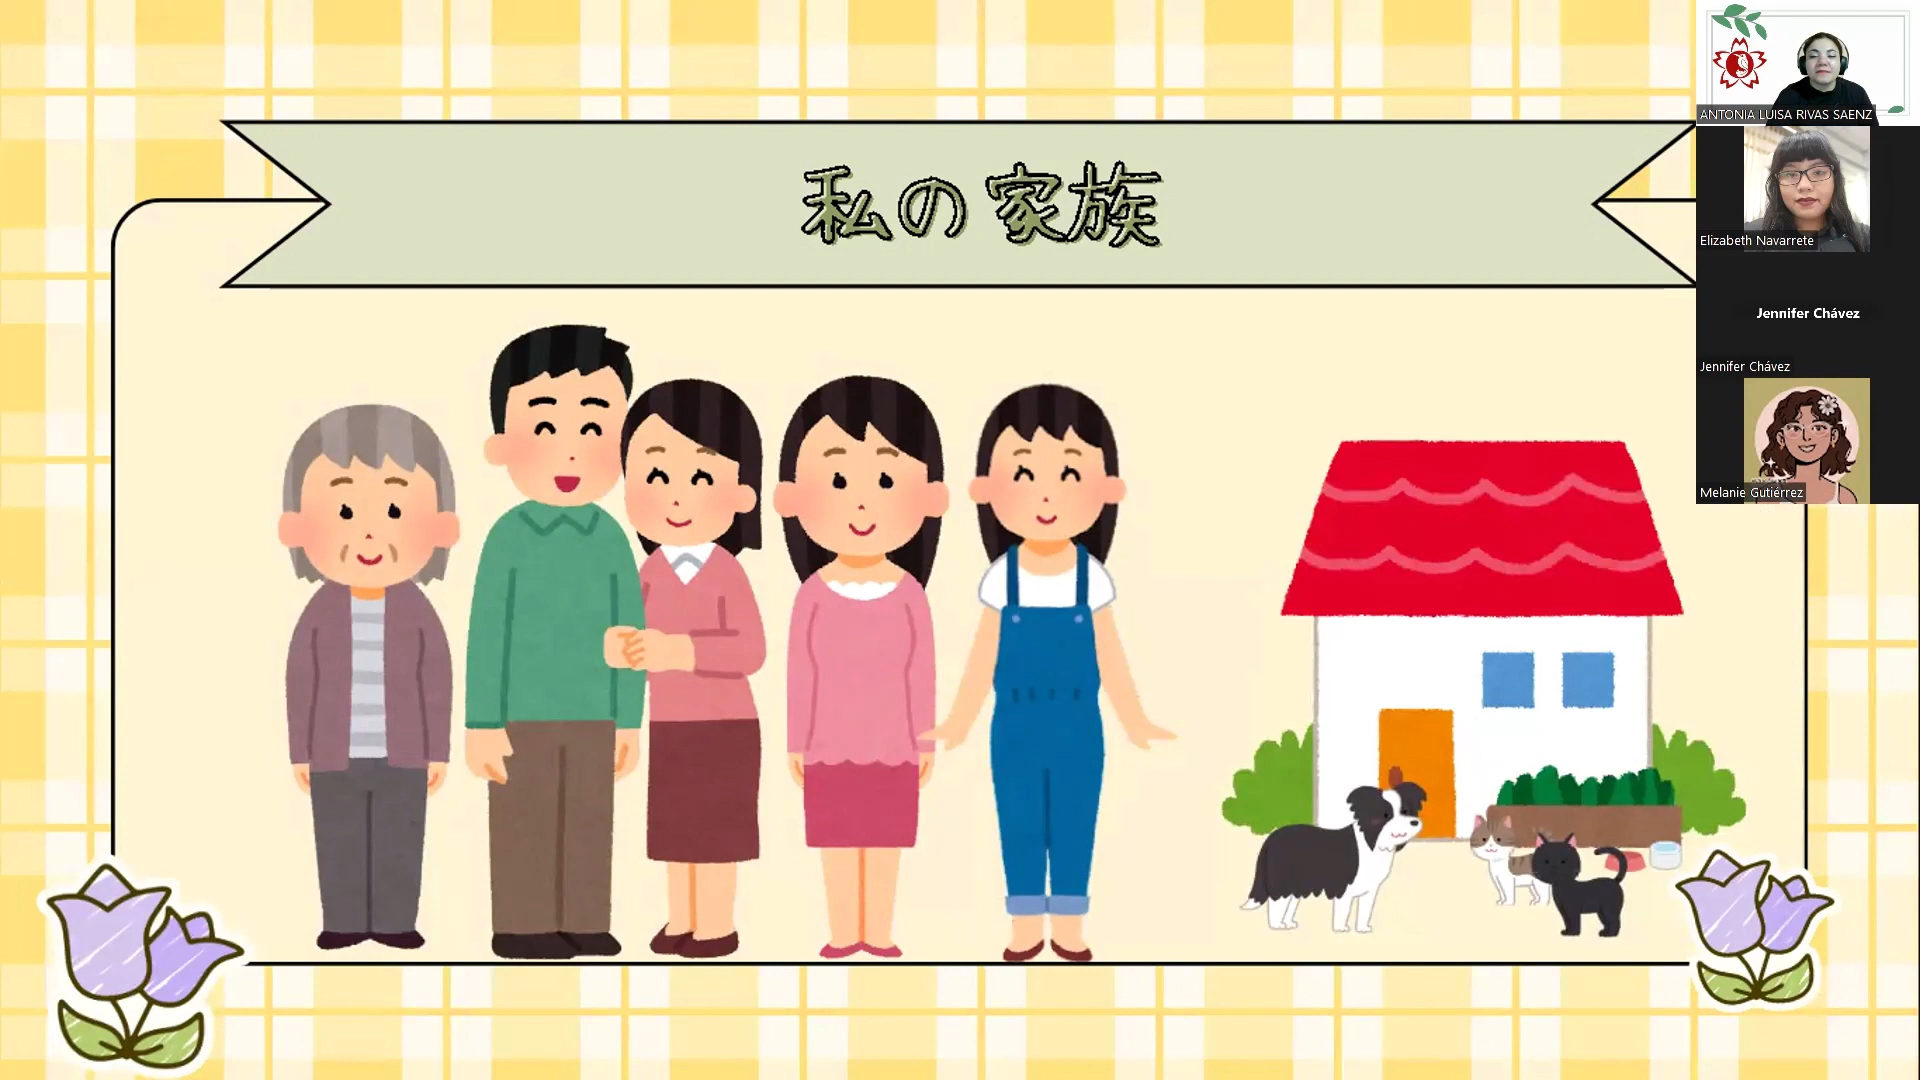 私の家族
ANTONIA LUISA RIVAS SAENZ
Elizabeth Navarrete
Jennifer Chávez
Jennifer Chávez
Melanie Gutiérrez